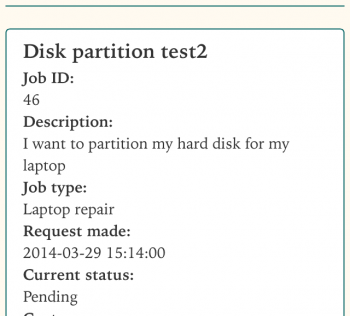 Disk partition test2
Job ID:
46
Description:
I want to partition my hard disk for my
laptop
Job type:
Laptop repair
Request made:
2014-03-29 15:14:00
Current status:
Pending